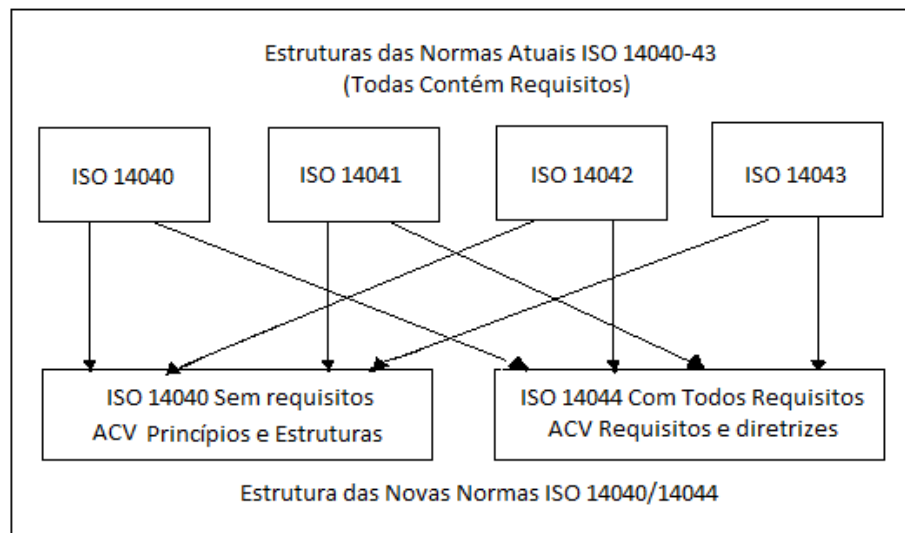 Estruturas das Normas Atuais ISO 14040-43
(Todas Contém Requisitos)
ISO 14040
ISO 14041
ISO 14042
ISO 14043
ISO 14040 Sem requisitos
ACV Princípios e Estruturas
ISO 14044 Com Todos Requisitos
ACV Requisitos e diretrizes
Estrutura das Novas Normas ISO 14040/14044